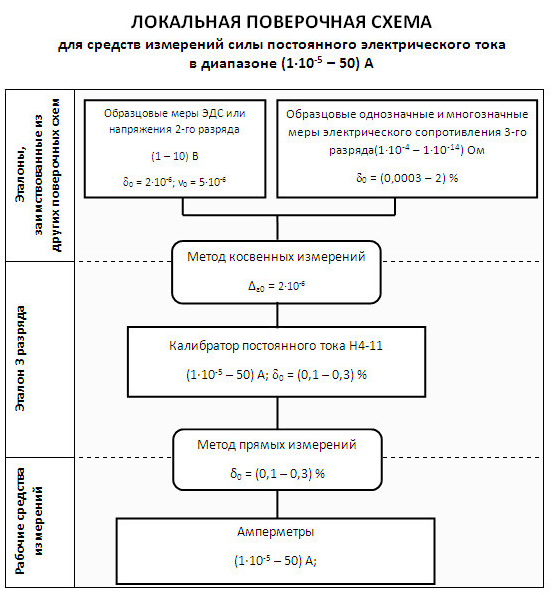 ЛОКАЛЬНАЯ ПОВЕРОЧНАЯ СХЕМА
для средств измерений силы постоянного электрического тока
в диапазоне (1·10⁻⁵ – 50) А
Эталоны,
заимствованные из
других поверочных схем
Образцовые меры ЭДС или
напряжения 2-го разряда
(1 – 10) В
δ₀ = 2·10⁻⁶; ν₀ = 5·10⁻⁶
Образцовые однозначные и многозначные
меры электрического сопротивления 3-го
разряда(1·10⁻⁴ – 1·10⁻¹⁴) Ом
δ₀ = (0,0003 – 2) %
Метод косвенных измерений
Δₛ₀ = 2·10⁻⁶
Эталон 3 разряда
Калибратор постоянного тока Н4-11
(1·10⁻⁵ – 50) А; δ₀ = (0,1 – 0,3) %
Метод прямых измерений
δ₀ = (0,1 – 0,3) %
Рабочие средства
измерений
Амперметры
(1·10⁻⁵ – 50) А;